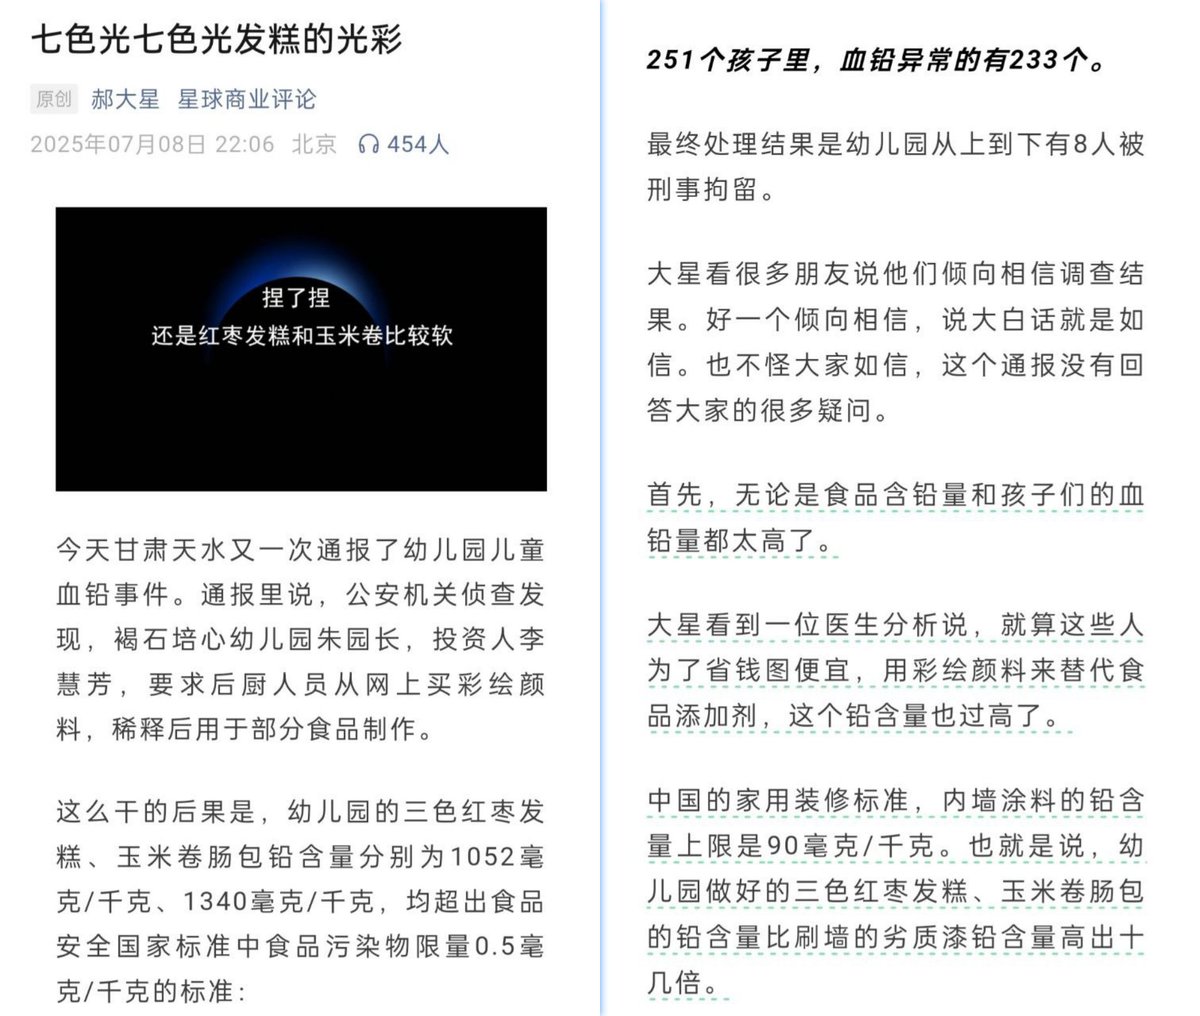 七色光七色光发糕的光彩
原创 郝大星 星球商业评论
2025年07月08日 22:06 北京 454人
捏了捏
还是红枣发糕和玉米卷比较软
今天甘肃天水又一次通报了幼儿园儿童
血铅事件。通报里说，公安机关侦查发
现，褐石培心幼儿园朱园长，投资人李
慧芳，要求后厨人员从网上买彩绘颜
料，稀释后用于部分食品制作。
这么干的后果是，幼儿园的三色红枣发
糕、玉米卷肠包铅含量分别为1052毫
克/千克、1340毫克/千克，均超出食品
安全国家标准中食品污染物限量0.5毫
克/千克的标准：
251个孩子里，血铅异常的有233个。
最终处理结果是幼儿园从上到下有8人被
刑事拘留。
大星看很多朋友说他们倾向相信调查结
果。好一个倾向相信，说大白话就是如
信。也不怪大家如信，这个通报没有回
答大家的很多疑问。
首先，无论是食品含铅量和孩子们的血
铅量都太高了。
大星看到一位医生分析说，就算这些人
为了省钱图便宜，用彩绘颜料来替代食
品添加剂，这个铅含量也过高了。
中国的家用装修标准，内墙涂料的铅含
量上限是90毫克/千克。也就是说，幼
儿园做好的三色红枣发糕、玉米卷肠包
的铅含量比刷墙的劣质漆铅含量高出十
几倍。